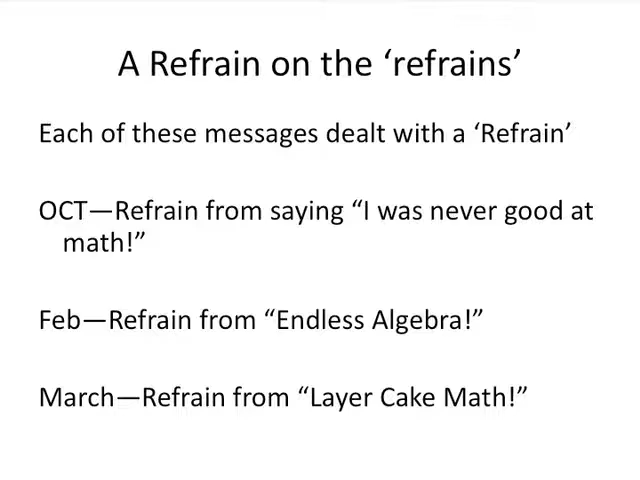 A Refrain on the ‘refrains’
Each of these messages dealt with a ‘Refrain’
OCT—Refrain from saying “I was never good at
math!”
Feb—Refrain from “Endless Algebra!”
March—Refrain from “Layer Cake Math!”